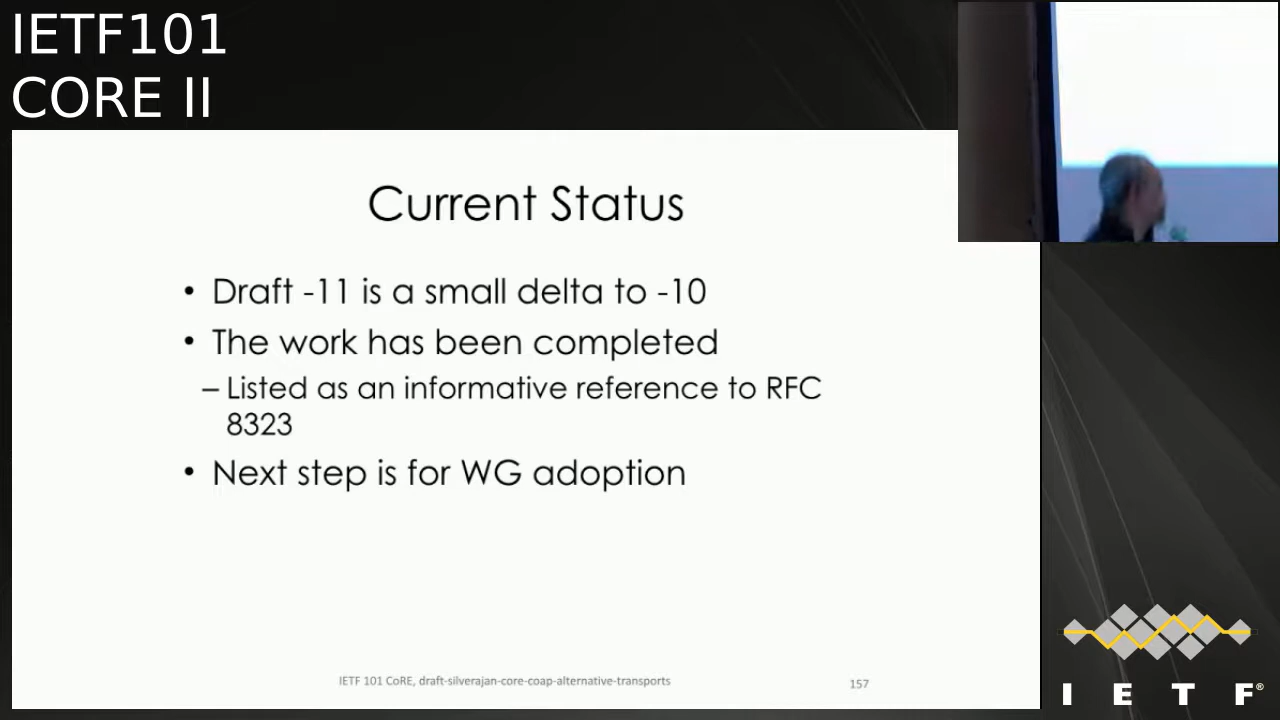 IETF101
CORE II
Current Status
• Draft -11 is a small delta to -10
• The work has been completed
– Listed as an informative reference to RFC
8323
• Next step is for WG adoption
IETF 101 CoRE, draft-silverajan-core-coap-alternative-transports
157
I E T F®